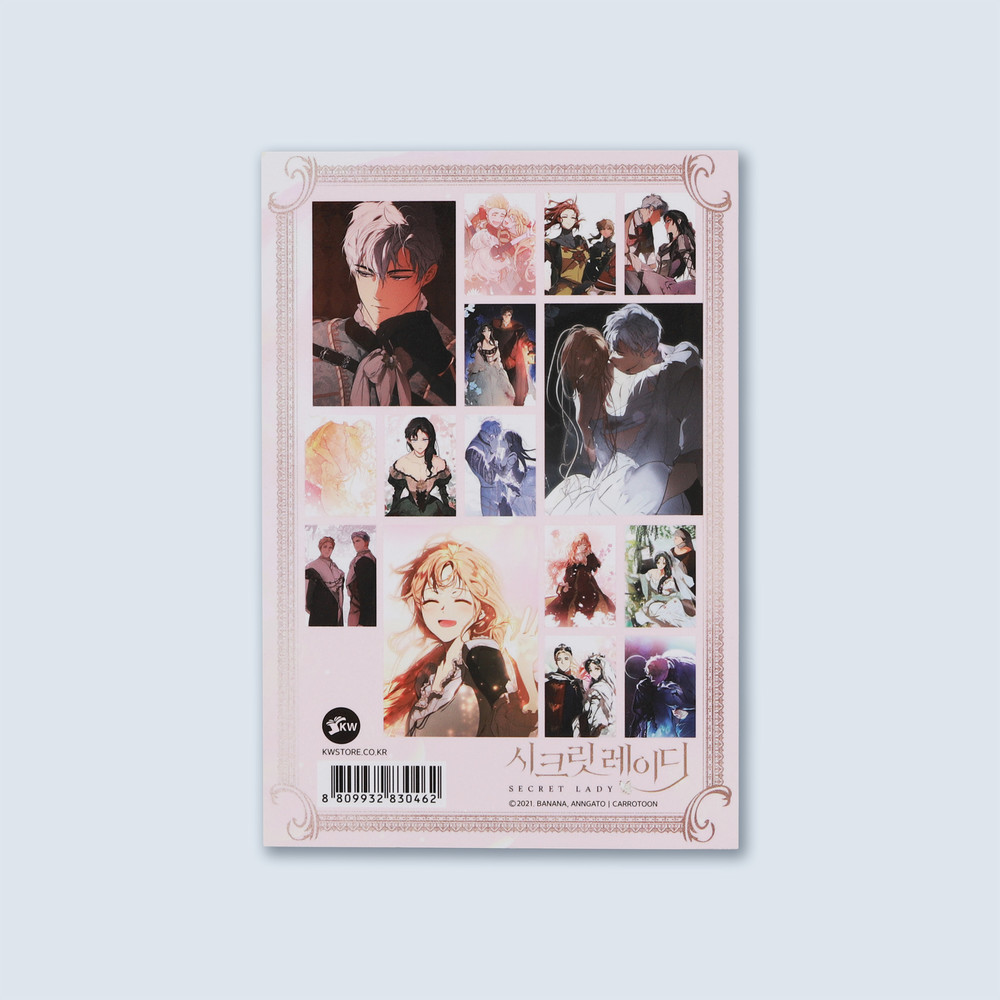 KW
KWSTORE.CO.KR
8 809932 830462
시크릿 레이디
SECRET LADY
©2021. BANANA, ANNGATO | CARROTOON